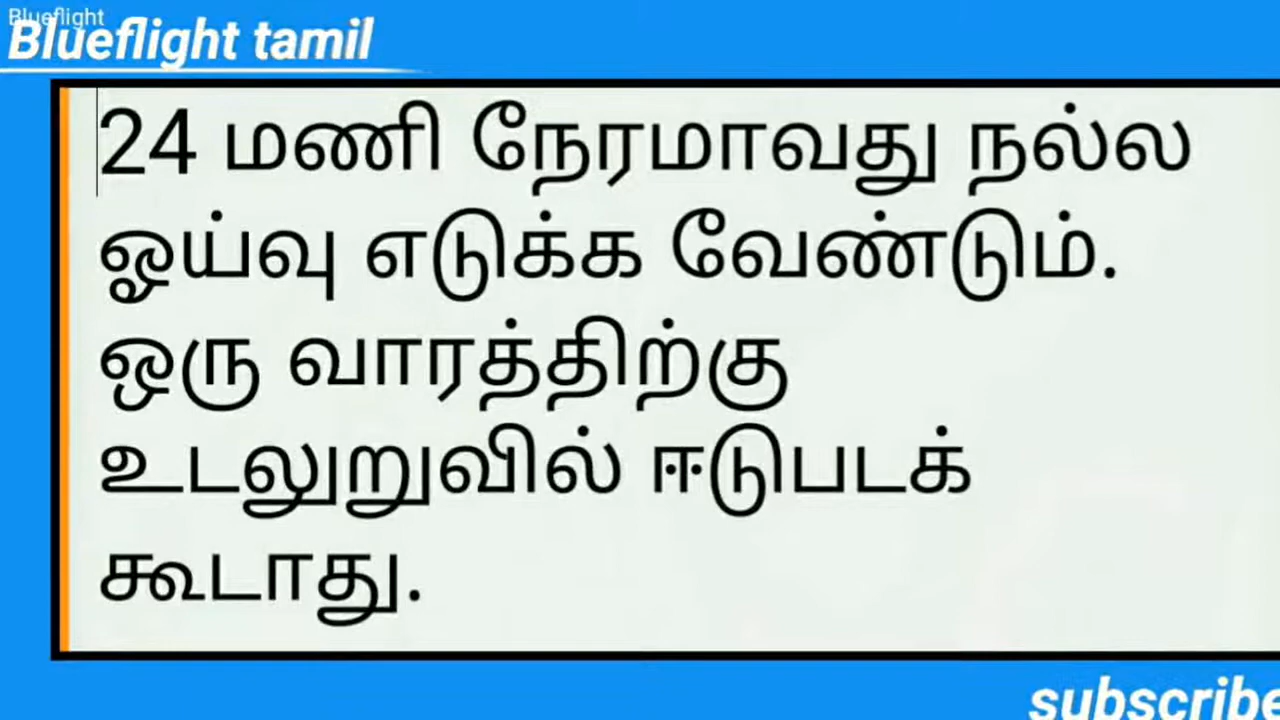 Blueflight
Blueflight tamil
24 மணி நேரமாவது நல்ல
ஓய்வு எடுக்க வேண்டும்.
ஒரு வாரத்திற்கு
உடலுறுவில் ஈடுபடக்
கூடாது.
subscribe